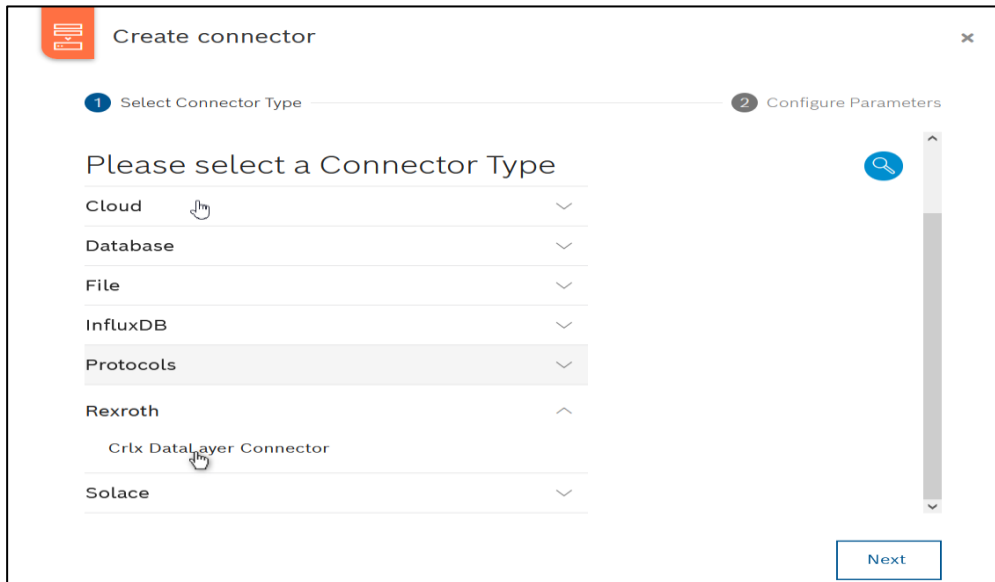 Create connector
1 Select Connector Type
2 Configure Parameters
Please select a Connector Type
Cloud
Database
File
InfluxDB
Protocols
Rexroth
Crlx DataLayer Connector
Solace
Next